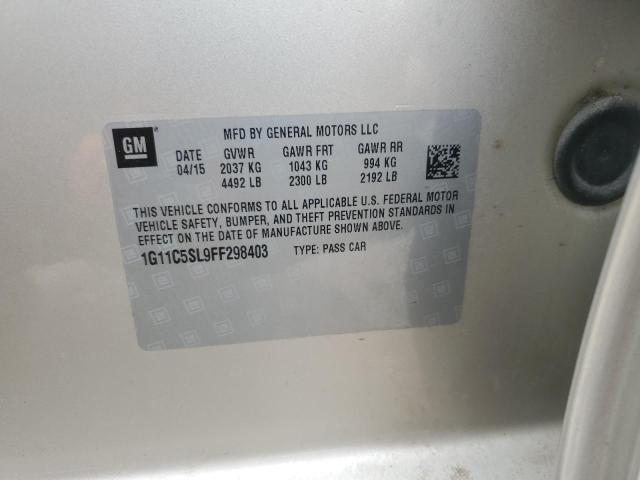 GM
MFD BY GENERAL MOTORS LLC
DATE GVWR GAWR FRT GAWR RR
04/15 2037 KG 1043 KG 994 KG
4492 LB 2300 LB 2192 LB
THIS VEHICLE CONFORMS TO ALL APPLICABLE U.S. FEDERAL MOTOR
VEHICLE SAFETY, BUMPER, AND THEFT PREVENTION STANDARDS IN
EFFECT ON THE DATE OF MANUFACTURE SHOWN ABOVE.
1G11C5SL9FF298403 TYPE: PASS CAR